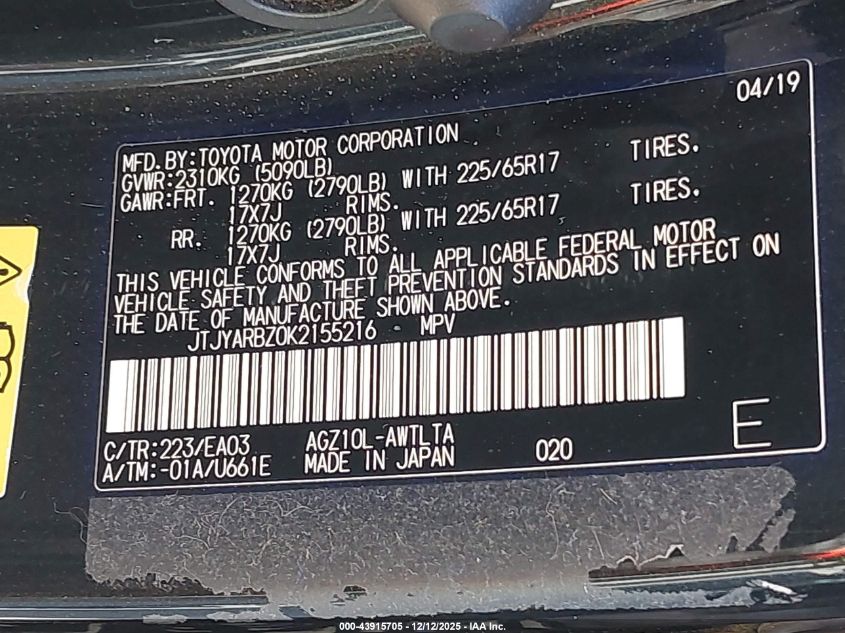 04/19
MFD. BY: TOYOTA MOTOR CORPORATION
GVWR: 2310KG (5090LB)
GAWR: FRT. 1270KG (2790LB) WITH 225/65R17 TIRES.
17X7J RIMS.
RR. 1270KG (2790LB) WITH 225/65R17 TIRES.
17X7J RIMS.
THIS VEHICLE CONFORMS TO ALL APPLICABLE FEDERAL MOTOR
VEHICLE SAFETY AND THEFT PREVENTION STANDARDS IN EFFECT ON
THE DATE OF MANUFACTURE SHOWN ABOVE.
JTJYARBZ0K2155216 MPV
C/TR: 223/EA03 AGZ10L-AWTLTA
A/TM: -01A/U661E MADE IN JAPAN 020 E
000-43915705 - 12/12/2025 - IAA Inc.